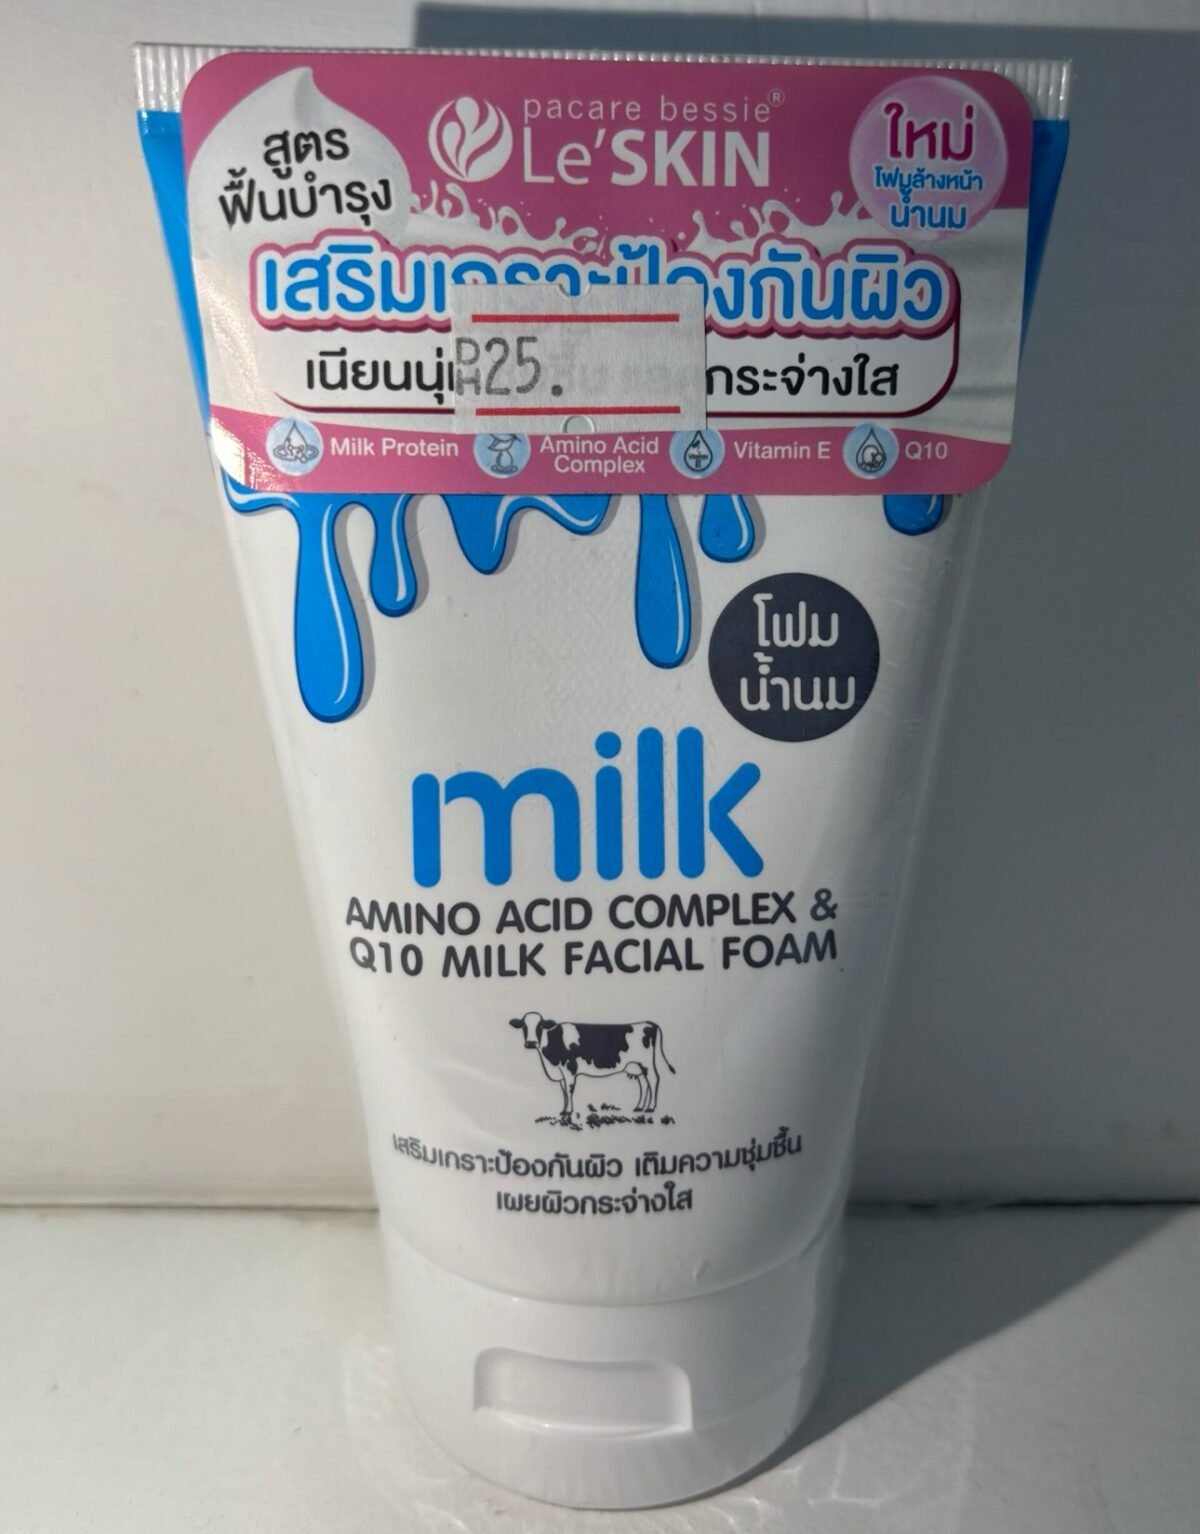 pacare bessie®
Le'SKIN
สูตร
ฟื้นบำรุง
ใหม่
โฟมล้างหน้า
น้ำนม
เสริมเกราะป้องกันผิว
เนียนนุ่ม กระจ่างใส
DH 25.
Milk Protein
Amino Acid
Complex
Vitamin E
Q10
โฟม
น้ำนม
milk
AMINO ACID COMPLEX &
Q10 MILK FACIAL FOAM
เสริมเกราะป้องกันผิว เติมความชุ่มชื้น
เผยผิวกระจ่างใส